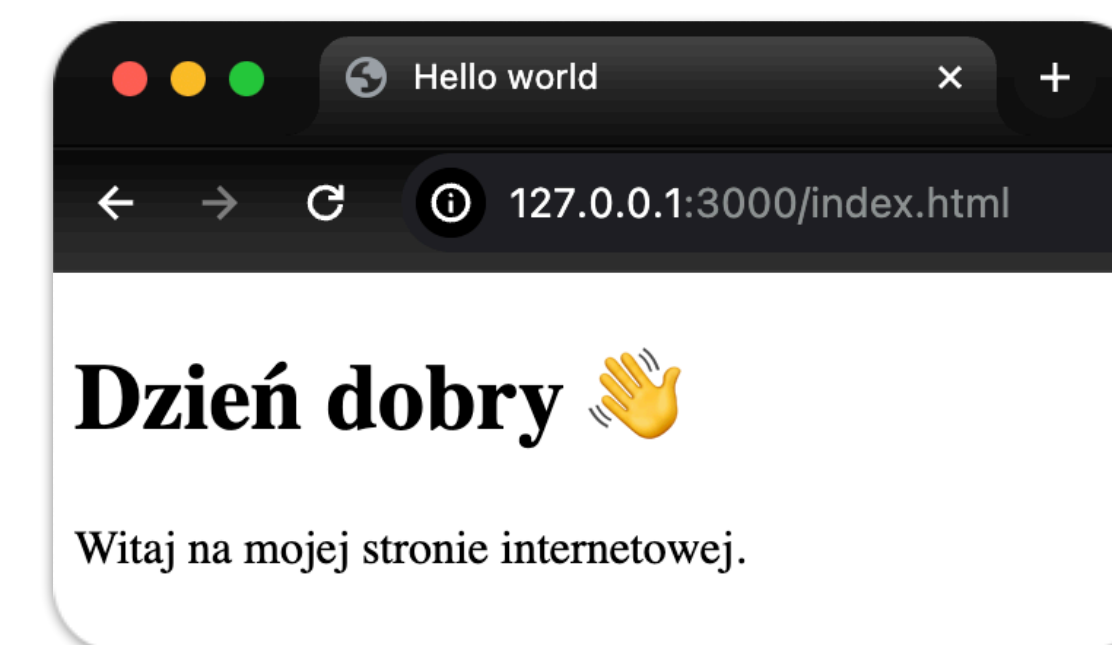 Hello world
127.0.0.1:3000/index.html
Dzień dobry 👋
Witaj na mojej stronie internetowej.